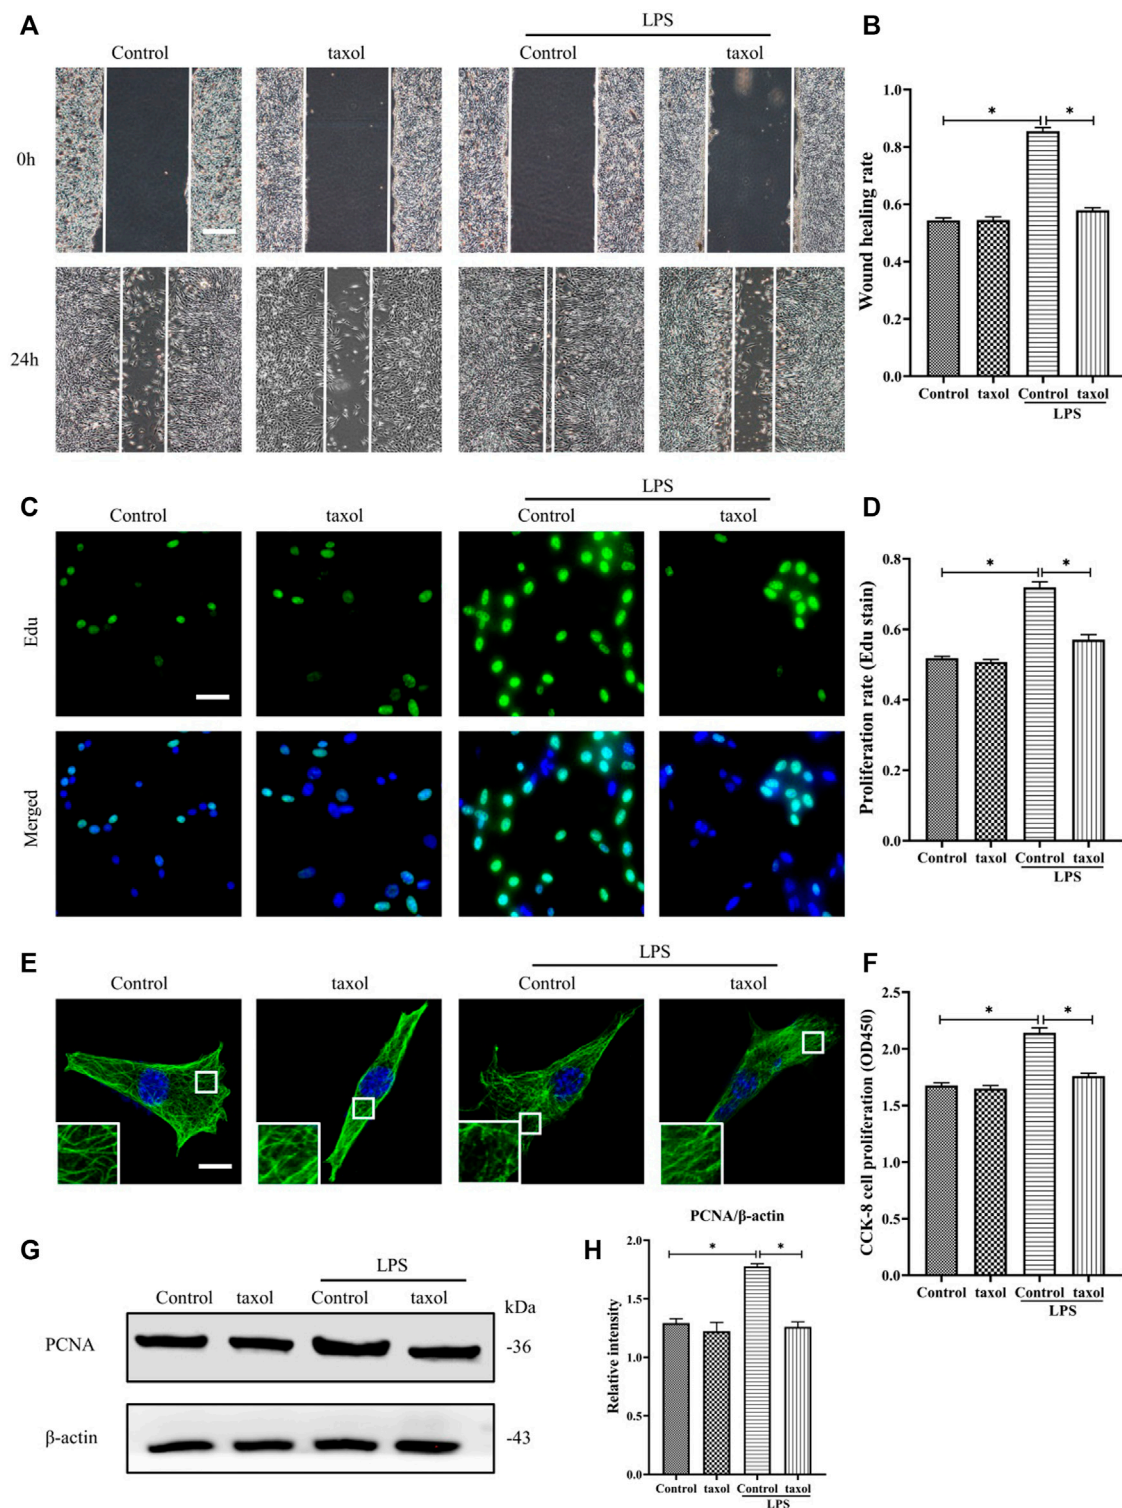 A
LPS
Control taxol Control taxol
0h
24h
B
Wound healing rate
1.0
0.8
0.6
0.4
0.2
0.0
* *
Control taxol Control taxol
LPS
C
LPS
Control taxol Control taxol
Edu
Merged
D
Proliferation rate (Edu stain)
0.8
0.6
0.4
0.2
0.0
* *
Control taxol Control taxol
LPS
E
LPS
Control taxol Control taxol
F
CCK-8 cell proliferation (OD450)
2.5
2.0
1.5
1.0
0.5
0.0
* *
Control taxol Control taxol
LPS
G
LPS
Control taxol Control taxol
kDa
PCNA
-36
β-actin
-43
H
PCNA/β-actin
Relative intensity
2.0
1.5
1.0
0.5
0.0
* *
Control taxol Control taxol
LPS